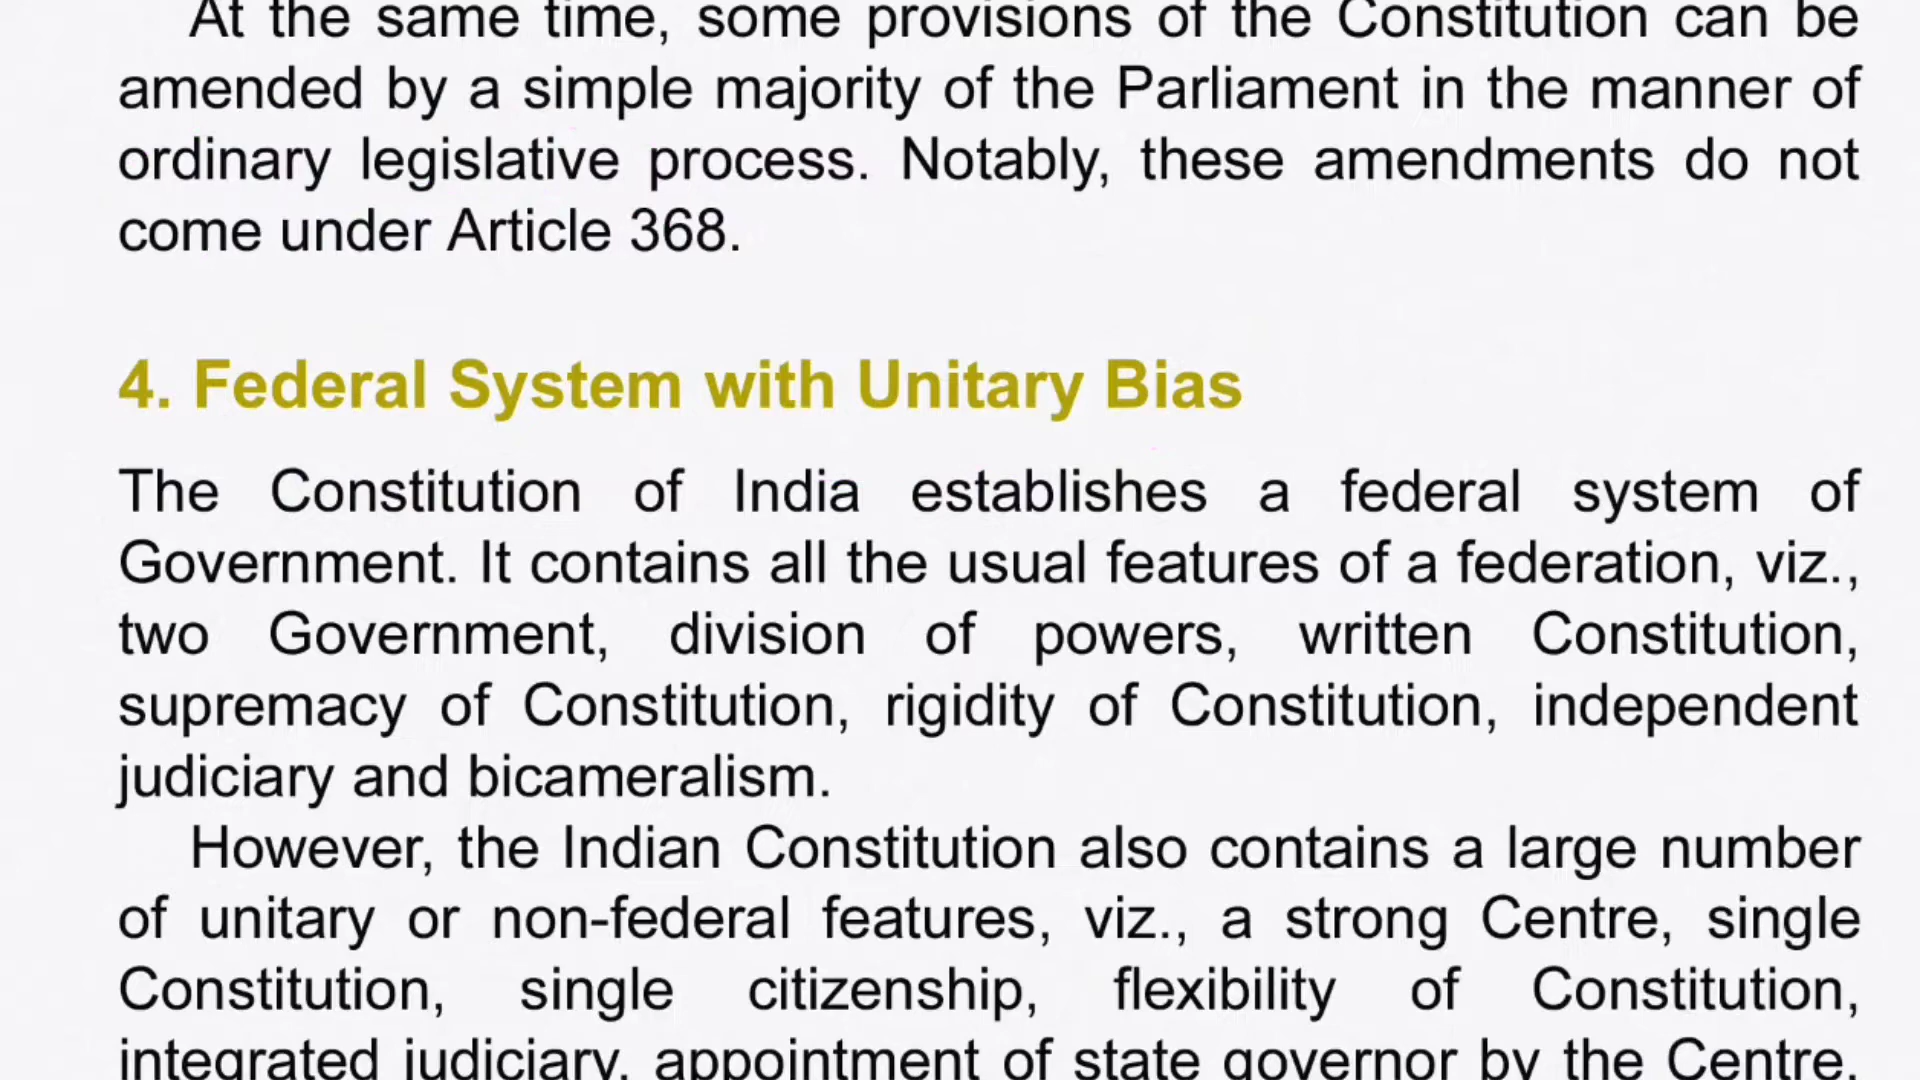 At the same time, some provisions of the Constitution can be
amended by a simple majority of the Parliament in the manner of
ordinary legislative process. Notably, these amendments do not
come under Article 368.
4. Federal System with Unitary Bias
The Constitution of India establishes a federal system of
Government. It contains all the usual features of a federation, viz.,
two Government, division of powers, written Constitution,
supremacy of Constitution, rigidity of Constitution, independent
judiciary and bicameralism.
However, the Indian Constitution also contains a large number
of unitary or non-federal features, viz., a strong Centre, single
Constitution, single citizenship, flexibility of Constitution,
integrated judiciary, appointment of state governor by the Centre,